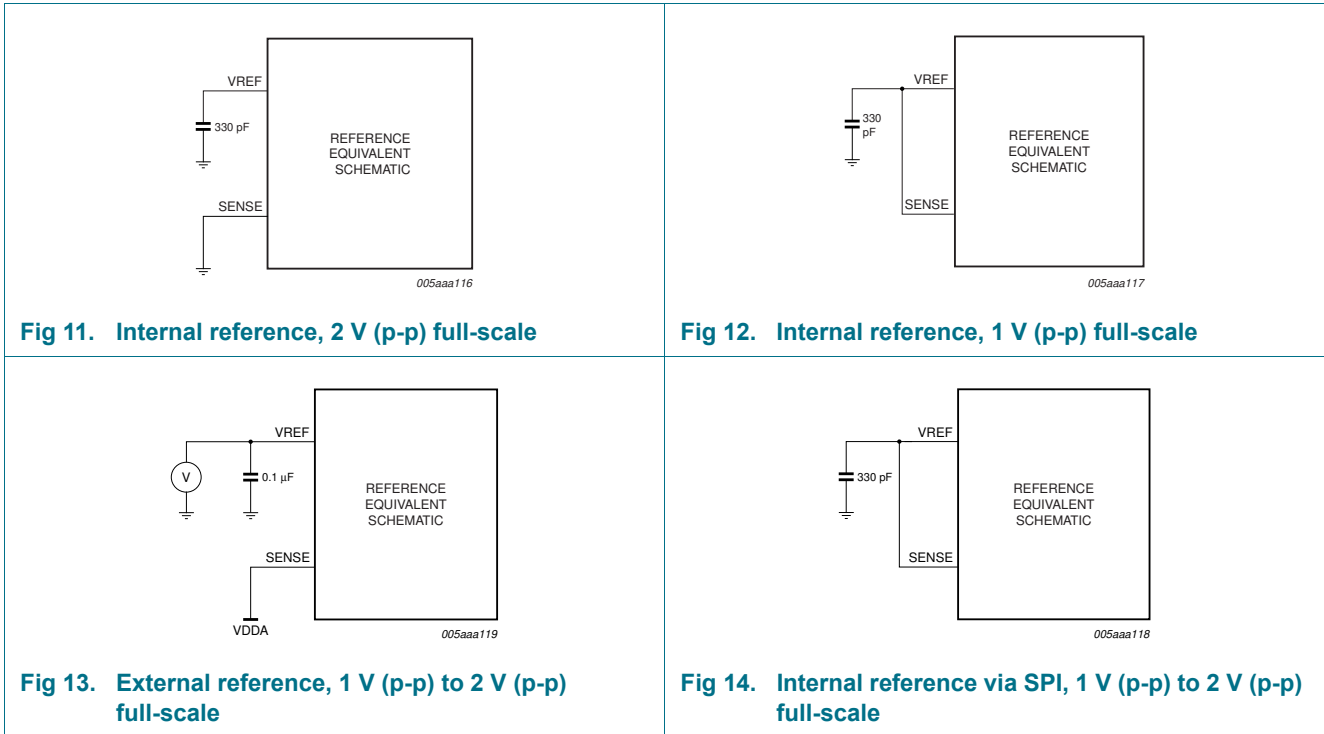 VREF
330 pF
REFERENCE
EQUIVALENT
SCHEMATIC
SENSE
005aaa116
Fig 11. Internal reference, 2 V (p-p) full-scale
VREF
330
pF
REFERENCE
EQUIVALENT
SCHEMATIC
SENSE
005aaa117
Fig 12. Internal reference, 1 V (p-p) full-scale
VREF
V
0.1 μF
REFERENCE
EQUIVALENT
SCHEMATIC
SENSE
VDDA
005aaa119
Fig 13. External reference, 1 V (p-p) to 2 V (p-p)
full-scale
VREF
330 pF
REFERENCE
EQUIVALENT
SCHEMATIC
SENSE
005aaa118
Fig 14. Internal reference via SPI, 1 V (p-p) to 2 V (p-p)
full-scale